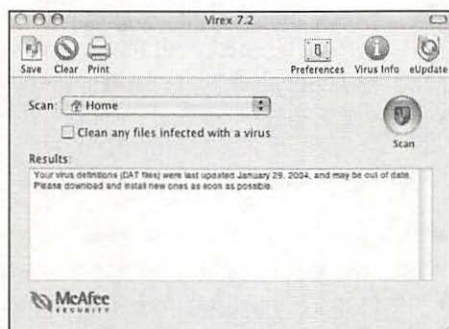 Virex 7.2
Save Clear Print Preferences Virus Info eUpdate
Scan: Home
Clean any files infected with a virus
Scan
Results:
Your virus definitions (DAT files) were last updated January 29, 2004, and may be out of date.
Please download and install new ones as soon as possible.
McAfee
SECURITY